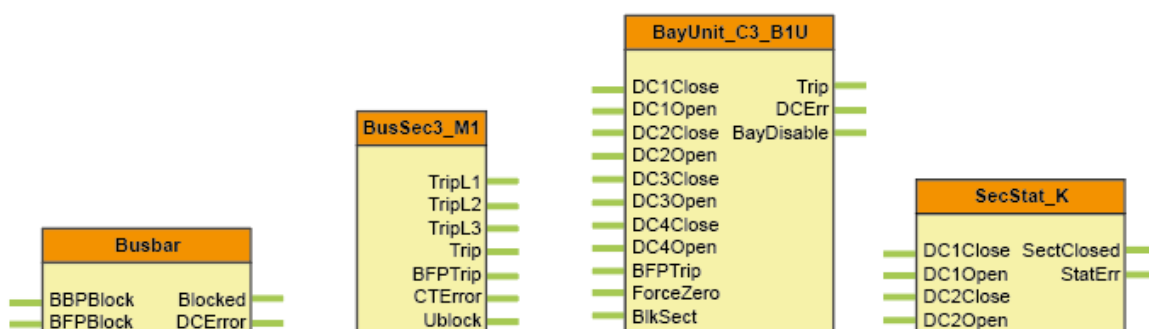 BayUnit_C3_B1U
DC1Close Trip
DC1Open DCErr
DC2Close BayDisable
DC2Open
DC3Close
DC3Open
DC4Close
DC4Open
BFPTrip
ForceZero
BlkSect
BusSec3_M1
TripL1
TripL2
TripL3
Trip
BFPTrip
CTError
Ublock
SecStat_K
DC1Close SectClosed
DC1Open StatErr
DC2Close
DC2Open
Busbar
BBPBlock Blocked
BFPBlock DCError